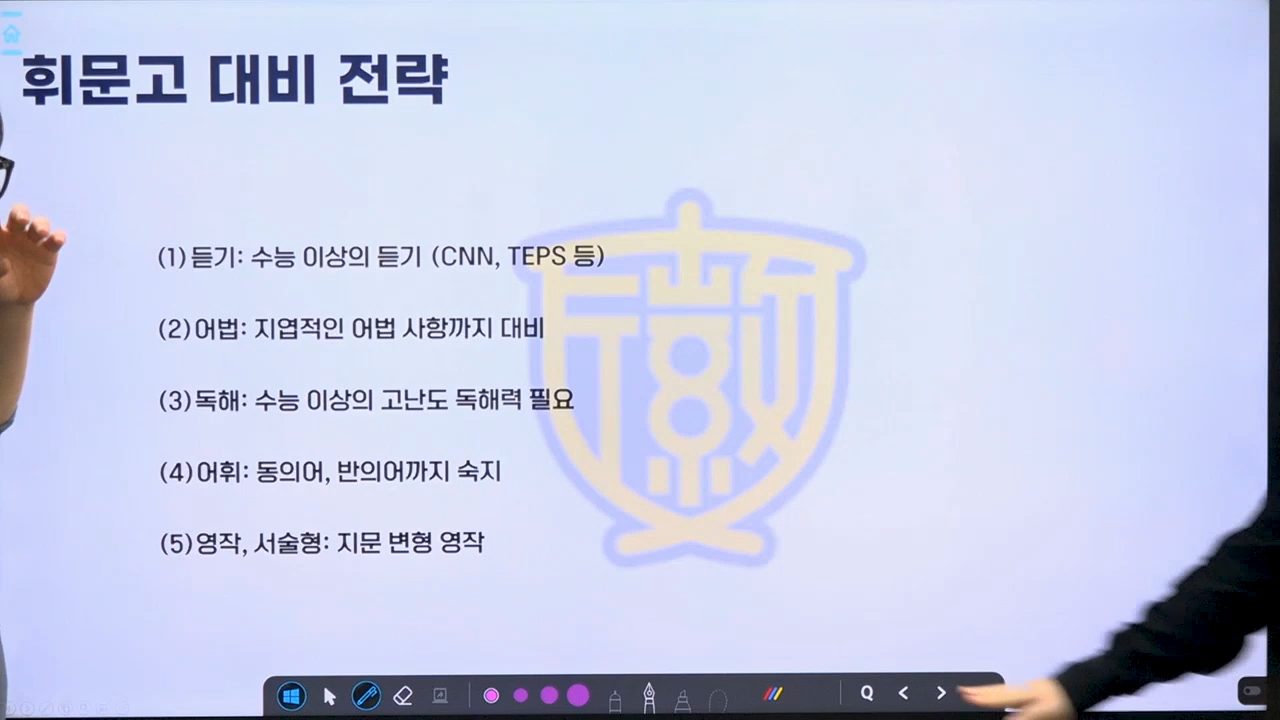 휘문고 대비 전략
(1) 듣기: 수능 이상의 듣기 (CNN, TEPS 등)
(2) 어법: 지엽적인 어법 사항까지 대비
(3) 독해: 수능 이상의 고난도 독해력 필요
(4) 어휘: 동의어, 반의어까지 숙지
(5) 영작, 서술형: 지문 변형 영작